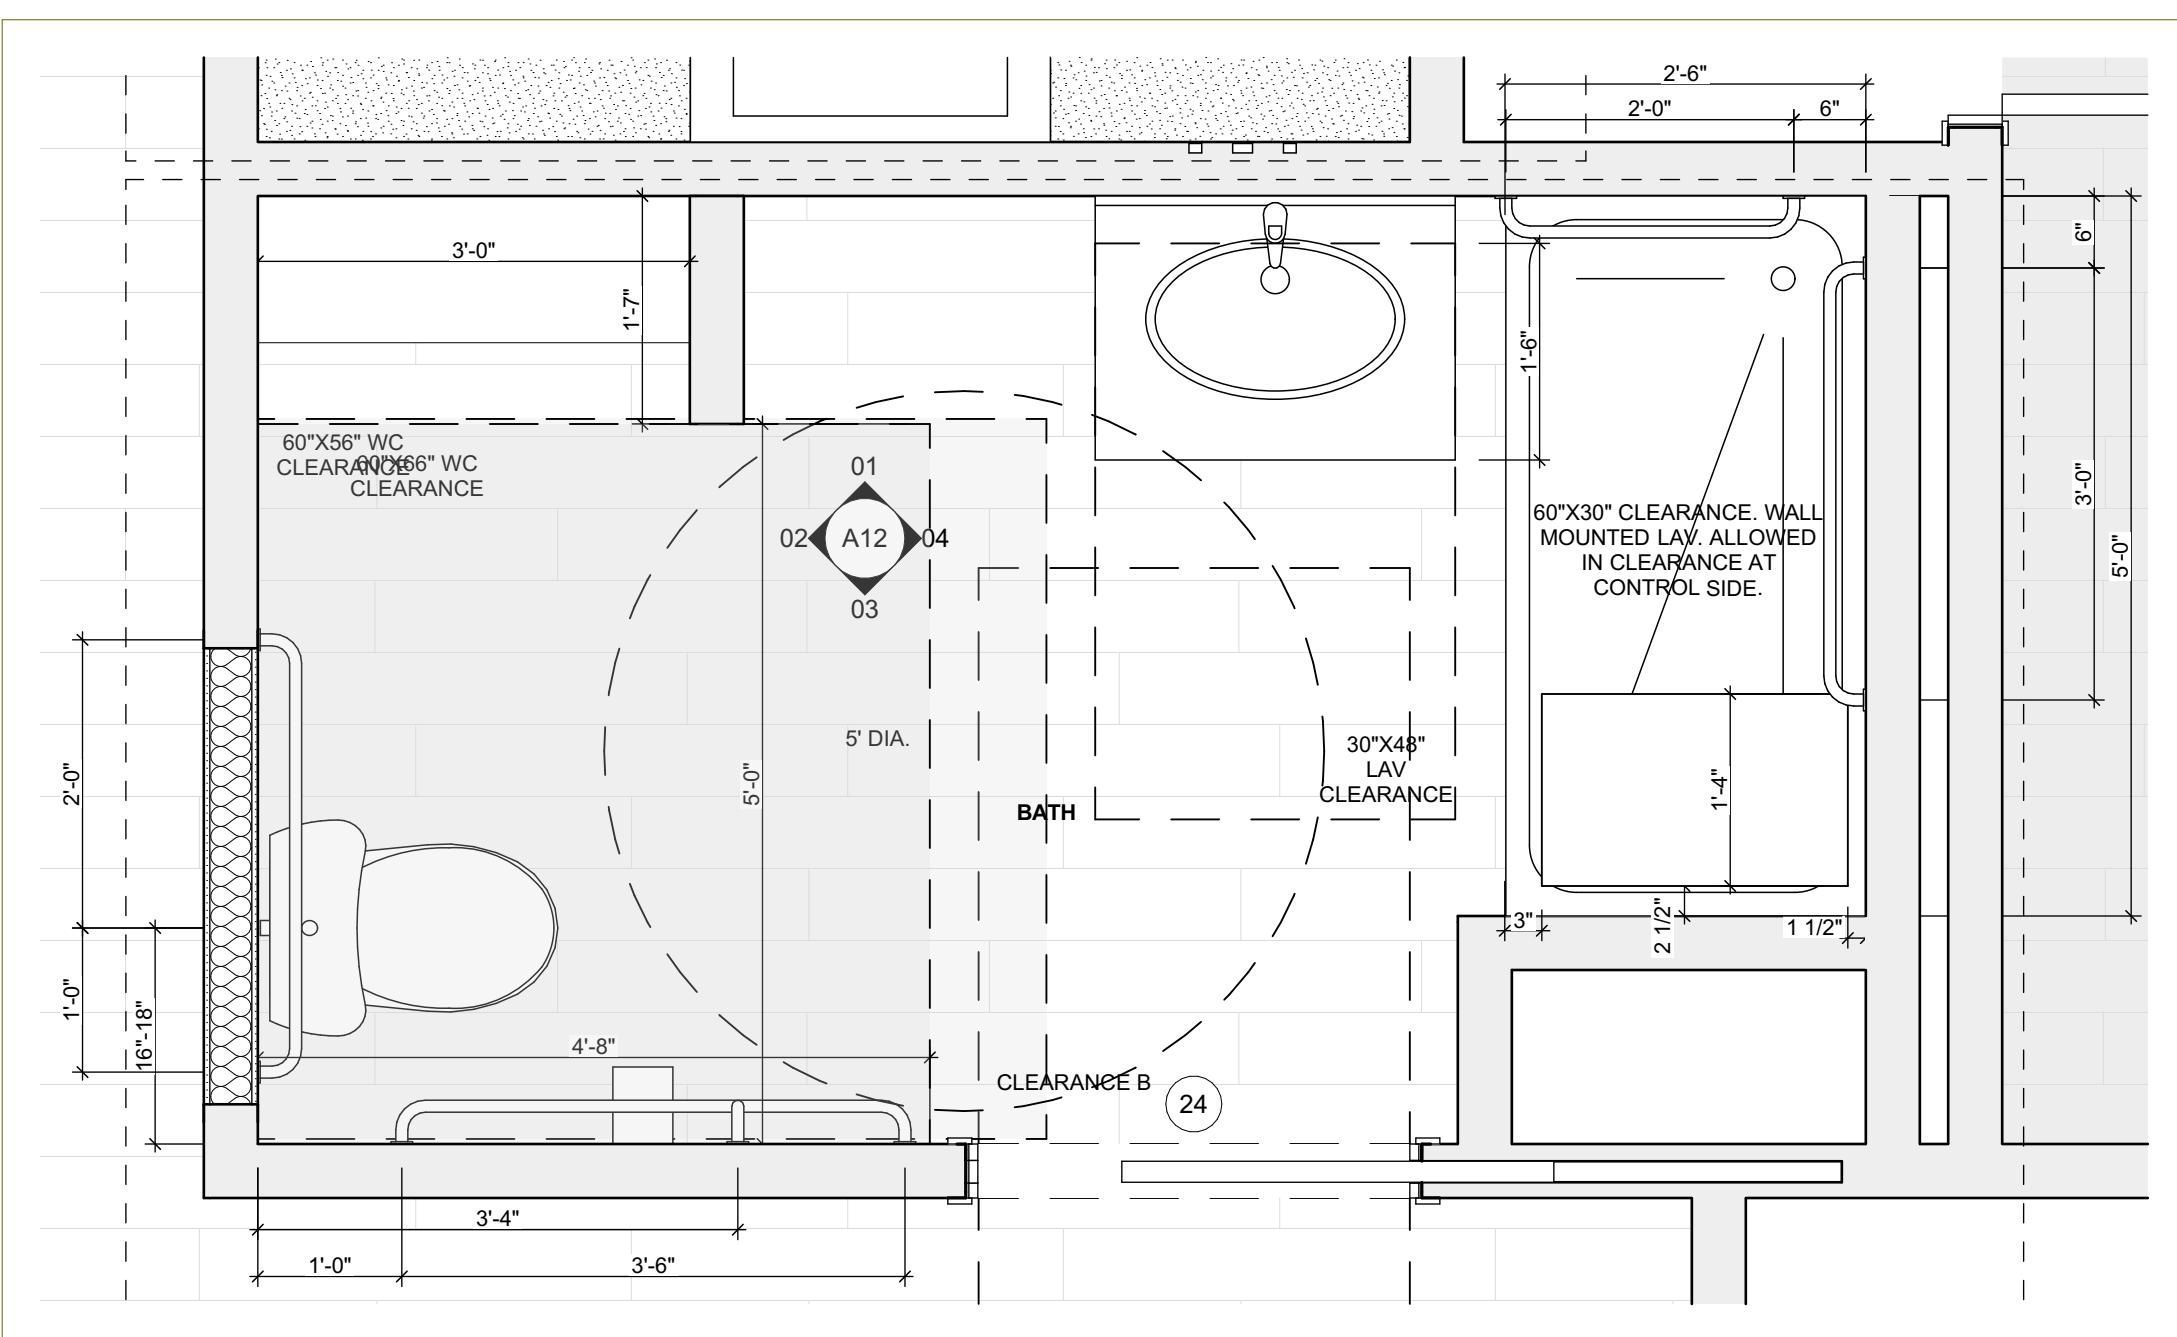 2'-6"
2'-0"
6"
3'-0"
1'-7"
6"
1'-6"
60"X56" WC
CLEARANCE
60"X66" WC
CLEARANCE
01
02
A12
04
03
3'-0"
5'-0"
60"X30" CLEARANCE. WALL
MOUNTED LAV. ALLOWED
IN CLEARANCE AT
CONTROL SIDE.
5' DIA.
30"X48"
LAV
CLEARANCE
2'-0"
5'-0"
1'-4"
BATH
3"
2 1/2"
1 1/2"
1'-0"
16"-18"
4'-8"
CLEARANCE B
24
3'-4"
1'-0"
3'-6"